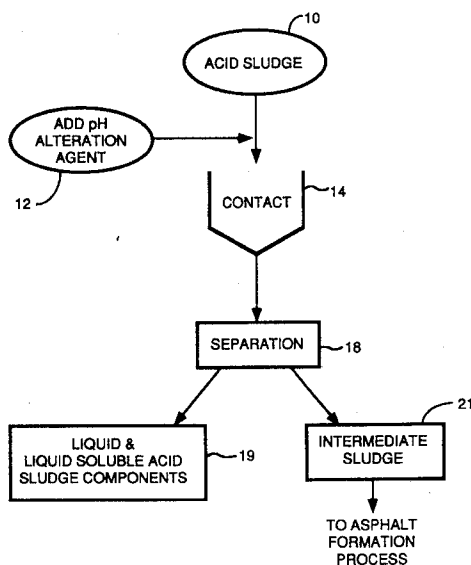 10
ACID SLUDGE
ADD pH
ALTERATION
AGENT
12
CONTACT
14
SEPARATION
18
LIQUID &
LIQUID SOLUBLE ACID
SLUDGE COMPONENTS
19
21
INTERMEDIATE
SLUDGE
TO ASPHALT
FORMATION
PROCESS